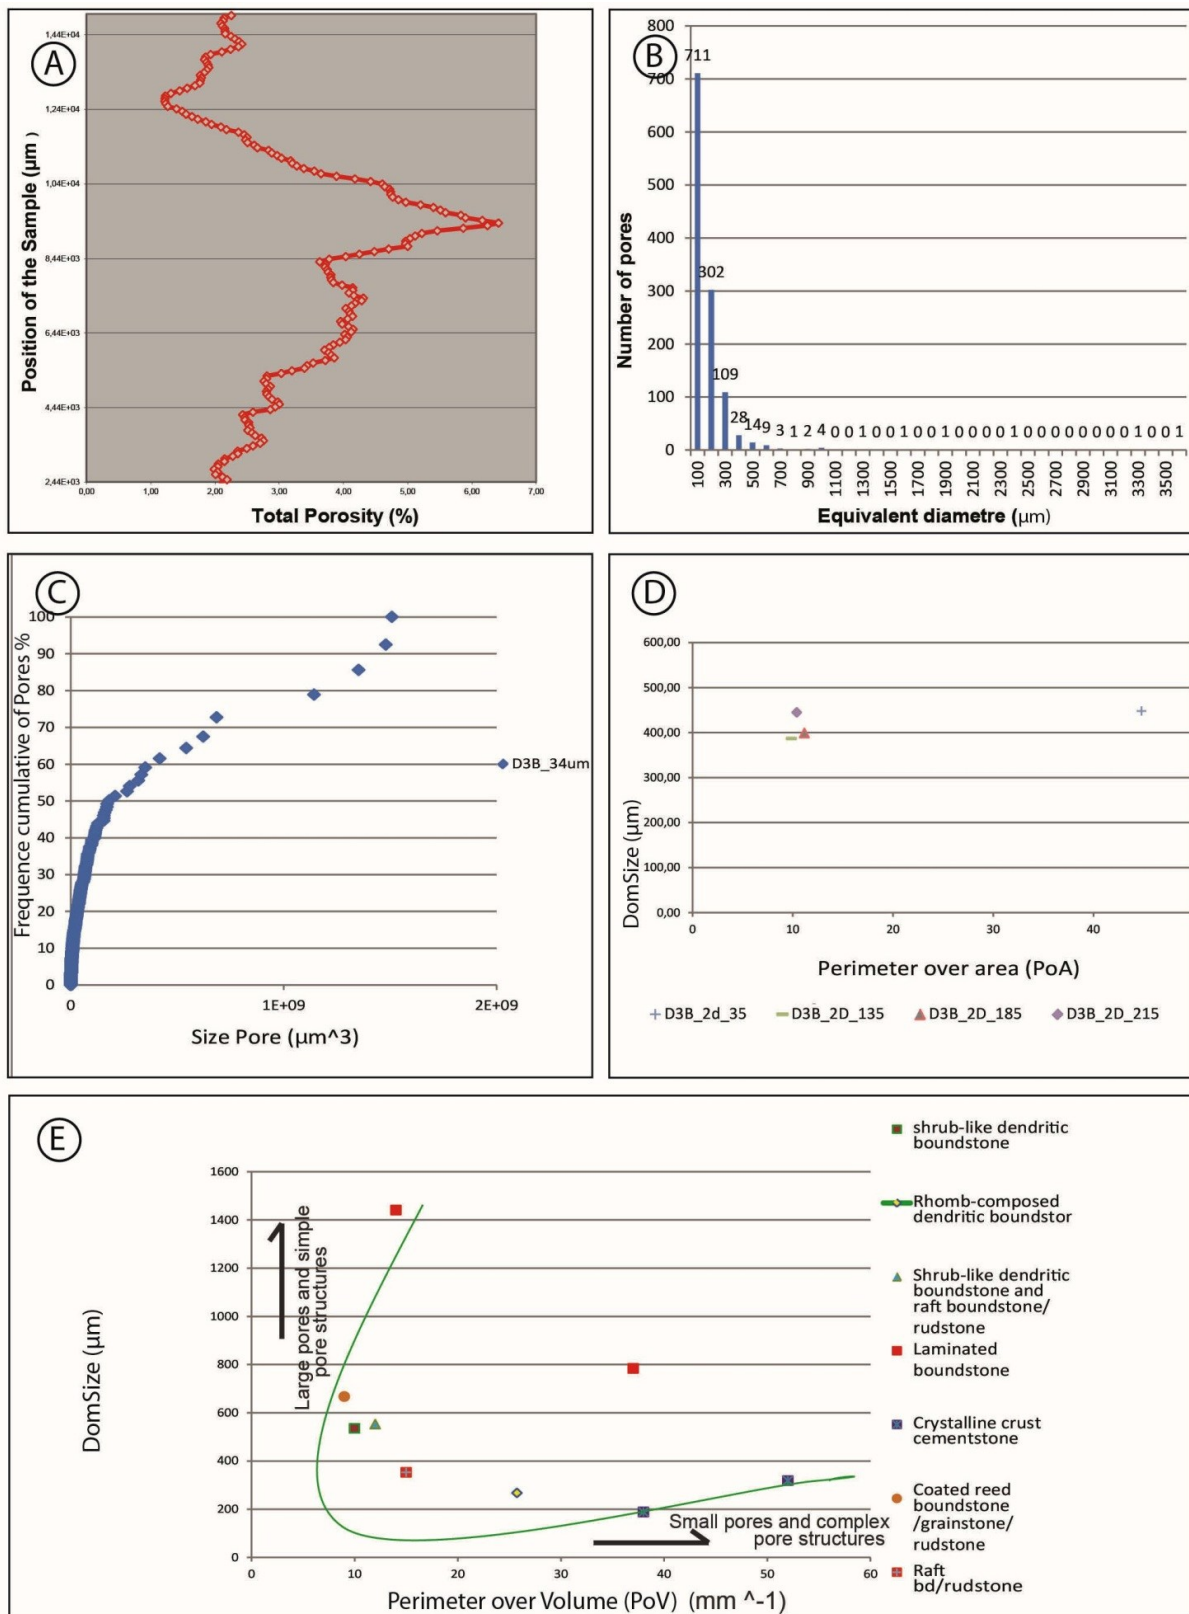 A
1,44E+04
1,24E+04
1,04E+04
8,44E+03
6,44E+03
4,44E+03
2,44E+03
0,00 1,00 2,00 3,00 4,00 5,00 6,00 7,00
Position of the Sample (µm )
Total Porosity (%)
B
800
700
600
500
400
300
200
100
0
711
302
109
28 14 9 3 1 2 4 0 0 1 0 0 1 0 0 1 0 0 0 0 1 0 0 0 0 0 0 0 0 1 0 0 1
100 300 500 700 900 1100 1300 1500 1700 1900 2100 2300 2500 2700 2900 3100 3300 3500
Number of pores
Equivalent diametre (µm)
C
100
90
80
70
60
50
40
30
20
10
0
0 1E+09 2E+09
Frequence cumulative of Pores %
Size Pore (µm^3)
D3B_34um
D
600,00
500,00
400,00
300,00
200,00
100,00
0,00
0 10 20 30 40
DomSize (µm)
Perimeter over area (PoA)
D3B_2d_35 D3B_2D_135 D3B_2D_185 D3B_2D_215
E
1600
1400
1200
1000
800
600
400
200
0
0 10 20 30 40 50 60
DomSize (µm)
Large pores and simple
pore structures
Small pores and complex
pore structures
Perimeter over Volume (PoV) (mm ^-1)
shrub-like dendritic
boundstone
Rhomb-composed
dendritic boundstor
Shrub-like dendritic
boundstone and
raft boundstone/
rudstone
Laminated
boundstone
Crystalline crust
cementstone
Coated reed
boundstone
/grainstone/
rudstone
Raft
bd/rudstone